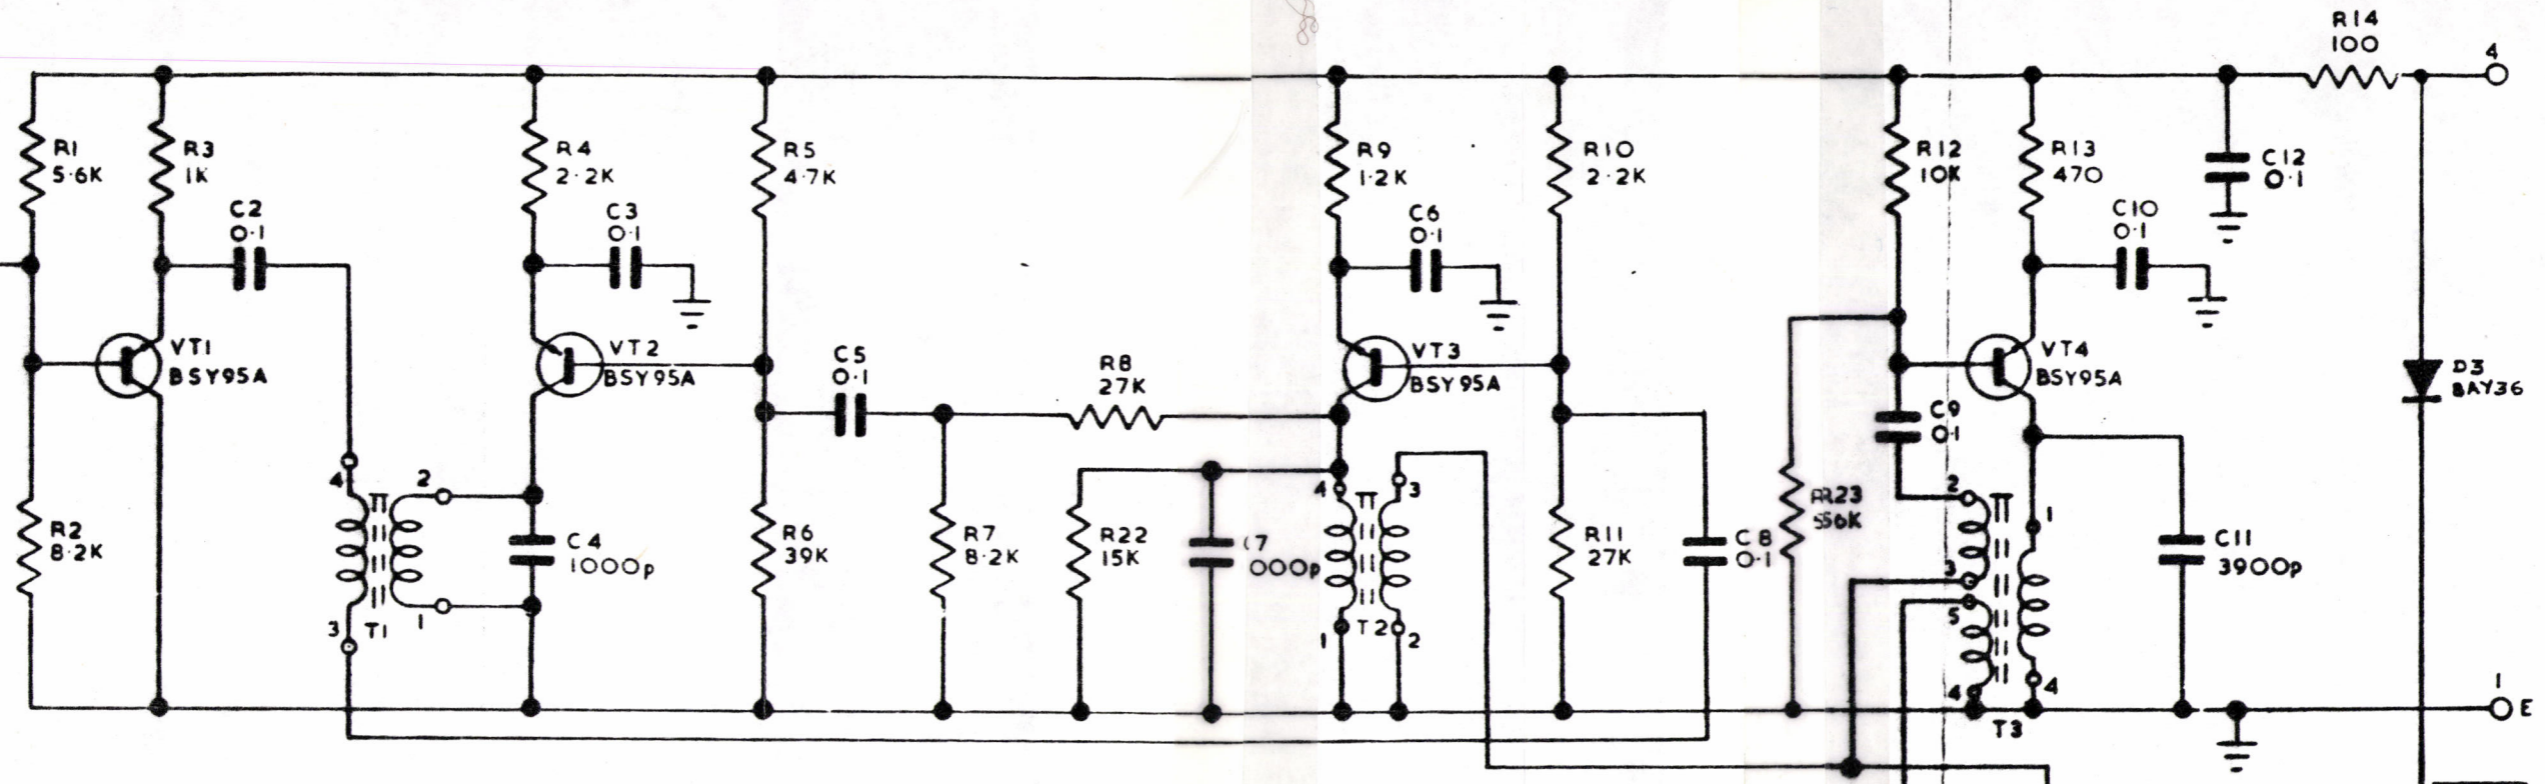 R14
100
4
R1
5·6K
R3
1K
R4
2·2K
R5
4·7K
R9
1·2K
R10
2·2K
R12
10K
R13
470
C12
0·1
C2
0·1
C3
0·1
C6
0·1
C10
0·1
VT1
BSY95A
VT2
BSY95A
C5
0·1
R8
27K
VT3
BSY95A
VT4
BSY95A
D3
BAY36
C9
0·1
4
2
4
3
2
1
R2
8·2K
C4
1000p
R6
39K
R7
8·2K
R22
15K
7
000p
R11
27K
C8
0·1
R23
56K
C11
3900p
3
5
3
T1
1
1
T2
2
4
4
T3
1
E